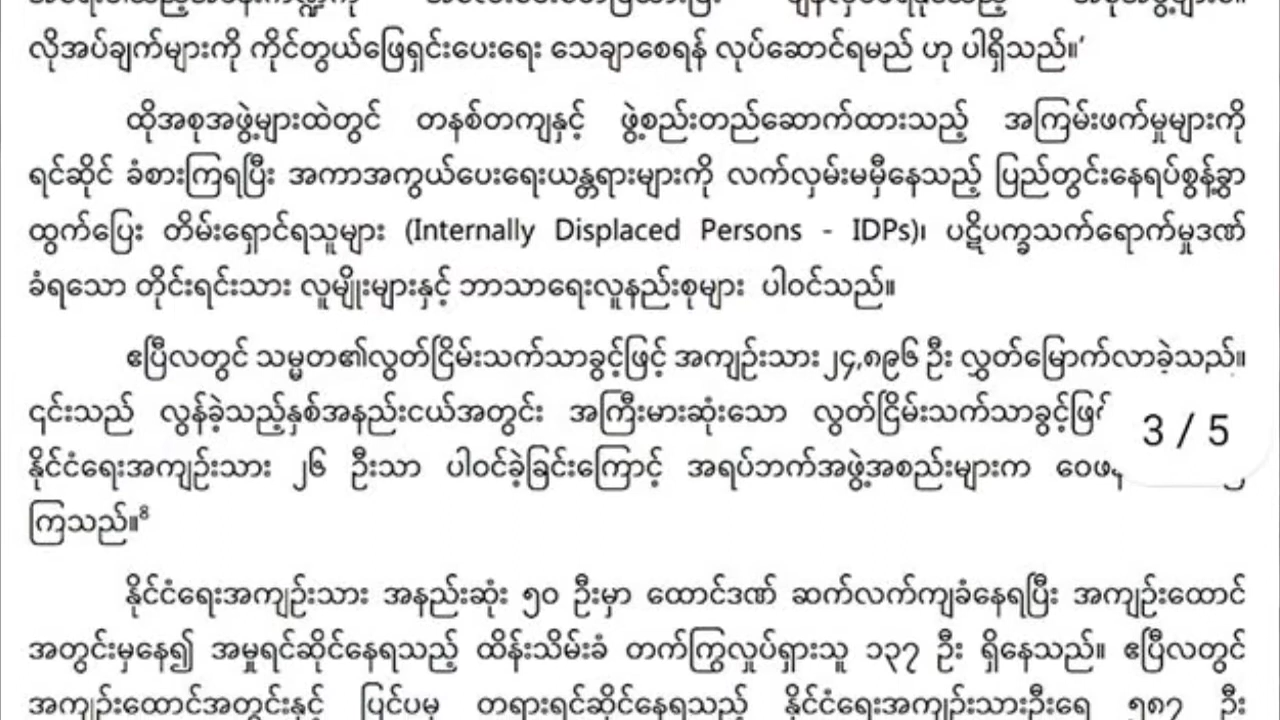 လိုအပ်ချက်များကို ကိုင်တွယ်ဖြေရှင်းပေးရေး သေချာစေရန် လုပ်ဆောင်ရမည် ဟု ပါရှိသည်။’
ထိုအစုအဖွဲ့များထဲတွင် တနစ်တကျနှင့် ဖွဲ့စည်းတည်ဆောက်ထားသည့် အကြမ်းဖက်မှုများကို
ရင်ဆိုင် ခံစားကြရပြီး အကာအကွယ်ပေးရေးယန္တရားများကို လက်လှမ်းမမှီနေသည့် ပြည်တွင်းနေရပ်စွန့်ခွာ
ထွက်ပြေး တိမ်းရှောင်ရသူများ (Internally Displaced Persons - IDPs)၊ ပဋိပက္ခသက်ရောက်မှုဒဏ်
ခံရသော တိုင်းရင်းသား လူမျိုးများနှင့် ဘာသာရေးလူနည်းစုများ ပါဝင်သည်။
ဧပြီလတွင် သမ္မတ၏လွတ်ငြိမ်းသက်သာခွင့်ဖြင့် အကျဉ်းသား၂၄,၈၉၆ ဦး လွှတ်မြောက်လာခဲ့သည်။
၎င်းသည် လွန်ခဲ့သည့်နှစ်အနည်းငယ်အတွင်း အကြီးမားဆုံးသော လွတ်ငြိမ်းသက်သာခွင့်ဖြစ်
3 / 5
နိုင်ငံရေးအကျဉ်းသား ၂၆ ဦးသာ ပါဝင်ခဲ့ခြင်းကြောင့် အရပ်ဘက်အဖွဲ့အစည်းများက
ကြသည်။8
နိုင်ငံရေးအကျဉ်းသား အနည်းဆုံး ၅၀ ဦးမှာ ထောင်ဒဏ် ဆက်လက်ကျခံနေရပြီး အကျဉ်းထောင်
အတွင်းမှနေ၍ အမှုရင်ဆိုင်နေရသည့် ထိန်းသိမ်းခံ တက်ကြွလှုပ်ရှားသူ ၁၃၇ ဦး ရှိနေသည်။ ဧပြီလတွင်
အကျဉ်းထောင်အတွင်းနှင့် ပြင်ပမှ တရားရင်ဆိုင်နေရသည့် နိုင်ငံရေးအကျဉ်းသားဦးရေ ၅၈၇ ဦး